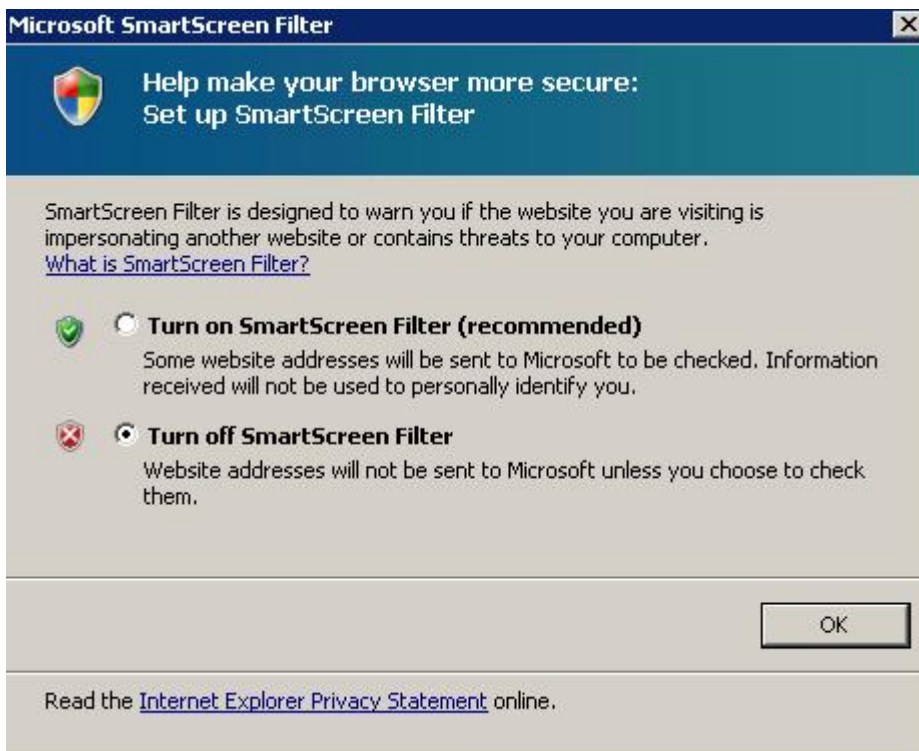 Microsoft SmartScreen Filter
Help make your browser more secure:
Set up SmartScreen Filter
SmartScreen Filter is designed to warn you if the website you are visiting is
impersonating another website or contains threats to your computer.
What is SmartScreen Filter?
Turn on SmartScreen Filter (recommended)
Some website addresses will be sent to Microsoft to be checked. Information
received will not be used to personally identify you.
Turn off SmartScreen Filter
Website addresses will not be sent to Microsoft unless you choose to check
them.
OK
Read the Internet Explorer Privacy Statement online.